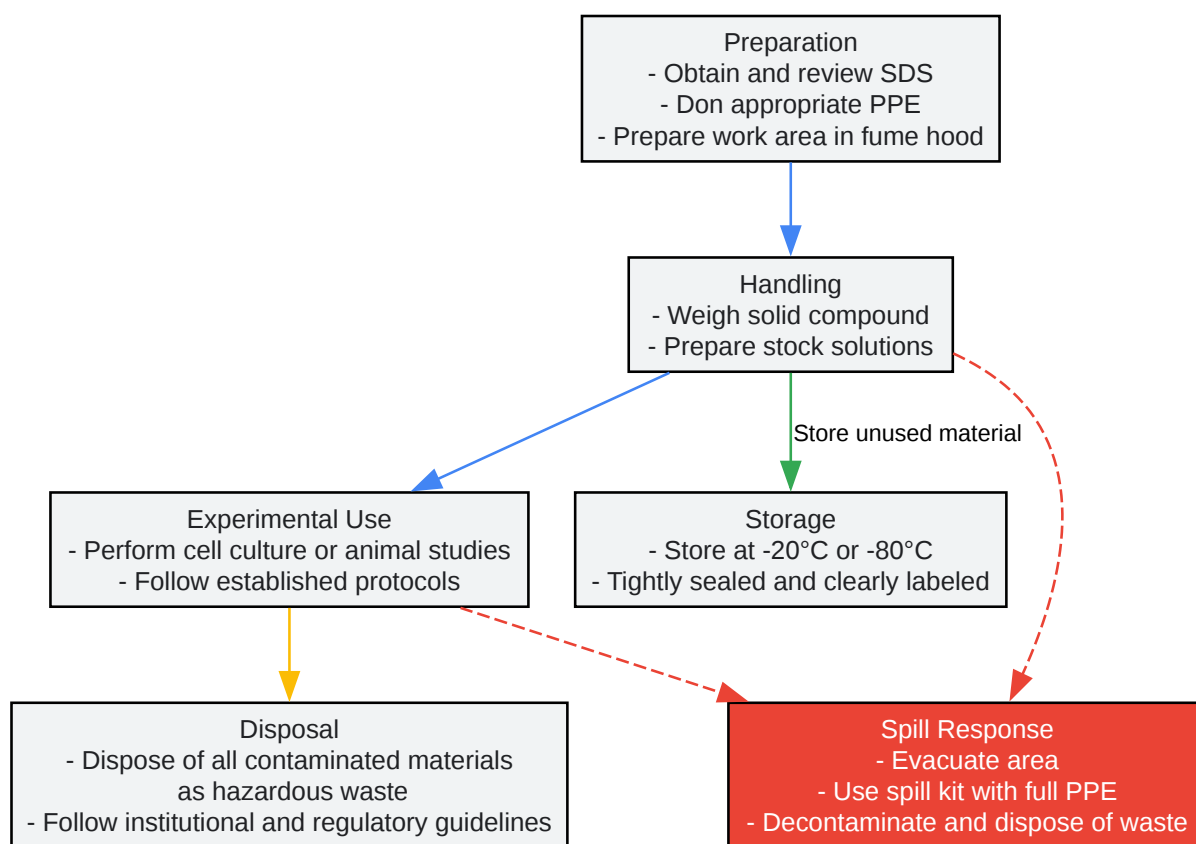 Preparation
- Obtain and review SDS
- Don appropriate PPE
- Prepare work area in fume hood
Handling
- Weigh solid compound
- Prepare stock solutions
Store unused material
Experimental Use
- Perform cell culture or animal studies
- Follow established protocols
Storage
- Store at -20°C or -80°C
- Tightly sealed and clearly labeled
Disposal
- Dispose of all contaminated materials
as hazardous waste
- Follow institutional and regulatory guidelines
Spill Response
- Evacuate area
- Use spill kit with full PPE
- Decontaminate and dispose of waste